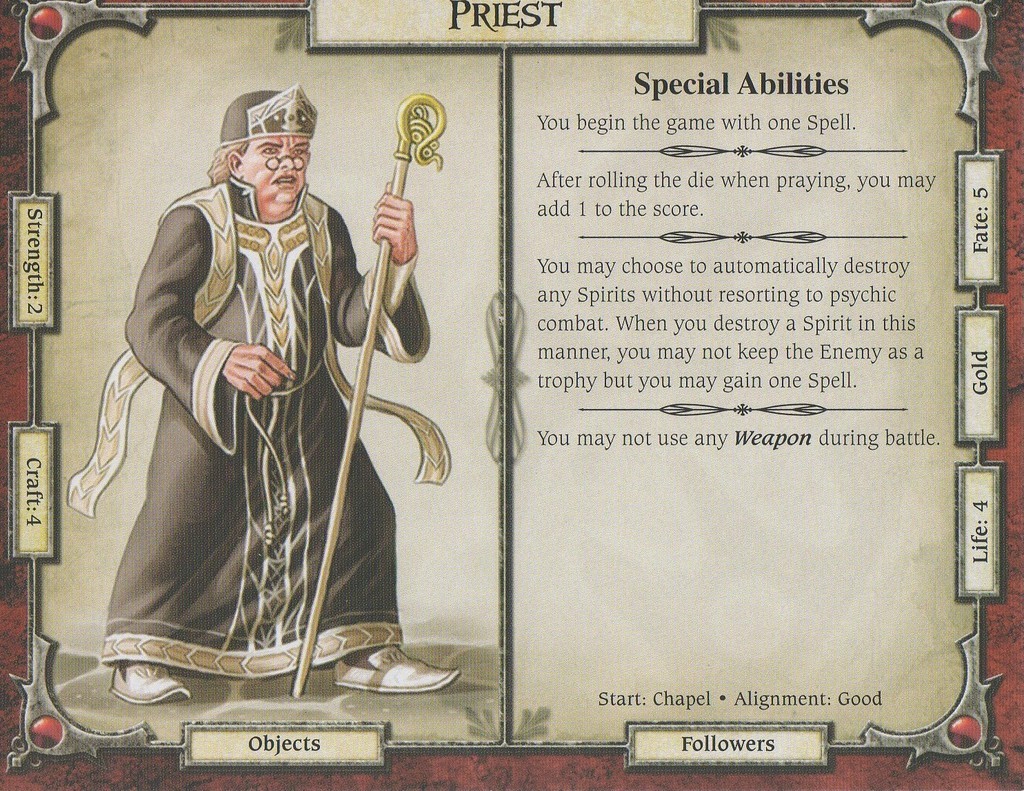 PRIEST
Strength: 2
Craft: 4
Objects
Special Abilities
You begin the game with one Spell.
After rolling the die when praying, you may
add 1 to the score.
You may choose to automatically destroy
any Spirits without resorting to psychic
combat. When you destroy a Spirit in this
manner, you may not keep the Enemy as a
trophy but you may gain one Spell.
You may not use any Weapon during battle.
Start: Chapel • Alignment: Good
Followers
Fate: 5
Gold
Life: 4